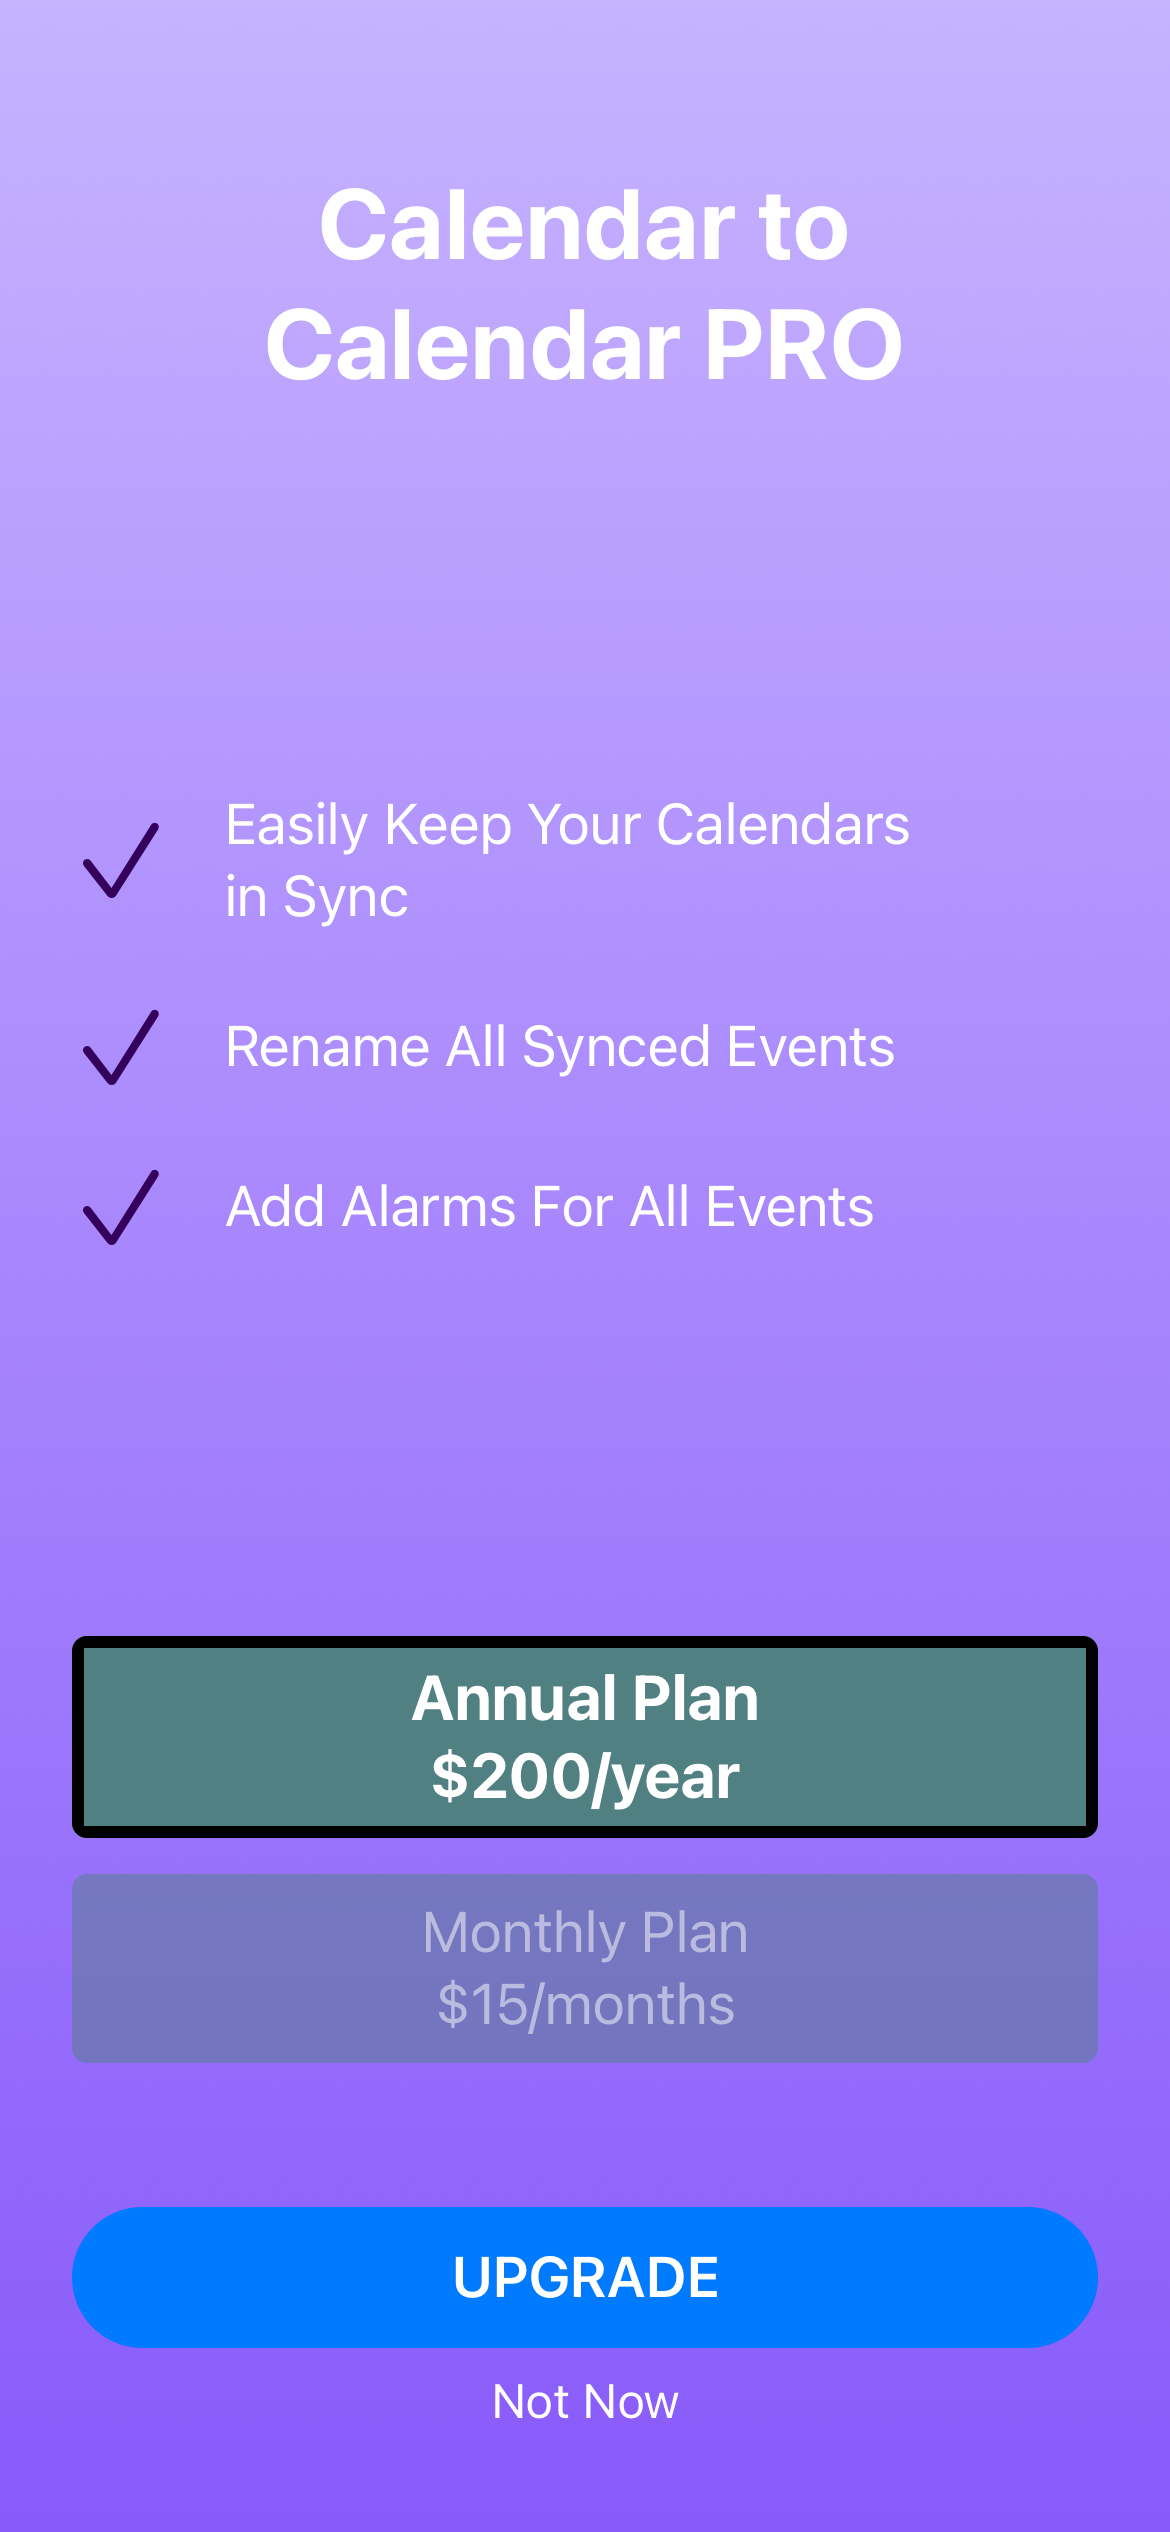 Calendar to
Calendar PRO
Easily Keep Your Calendars
in Sync
Rename All Synced Events
Add Alarms For All Events
Annual Plan
$200/year
Monthly Plan
$15/months
UPGRADE
Not Now